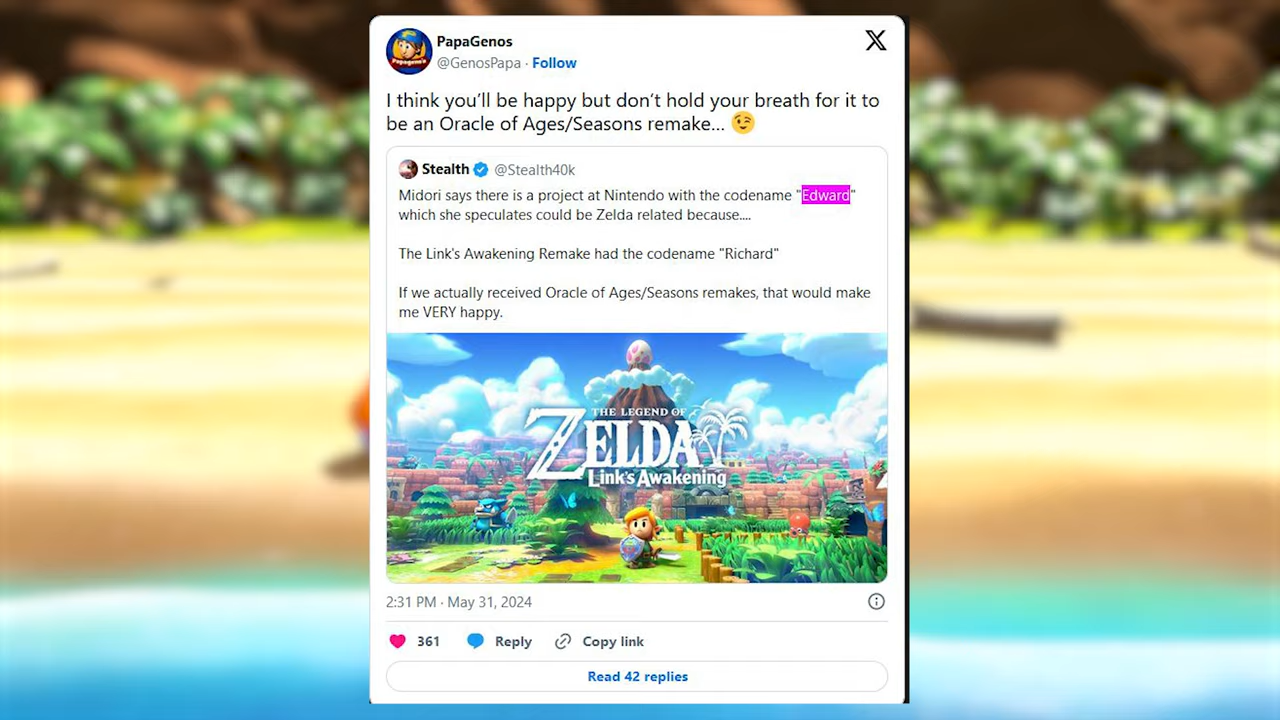 PapaGenos
@GenosPapa · Follow
I think you'll be happy but don't hold your breath for it to
be an Oracle of Ages/Seasons remake... 😉
Stealth @Stealth40k
Midori says there is a project at Nintendo with the codename "Edward"
which she speculates could be Zelda related because....
The Link's Awakening Remake had the codename "Richard"
If we actually received Oracle of Ages/Seasons remakes, that would make
me VERY happy.
THE LEGEND OF
ZELDA
Link's Awakening
2:31 PM · May 31, 2024
361 Reply Copy link
Read 42 replies